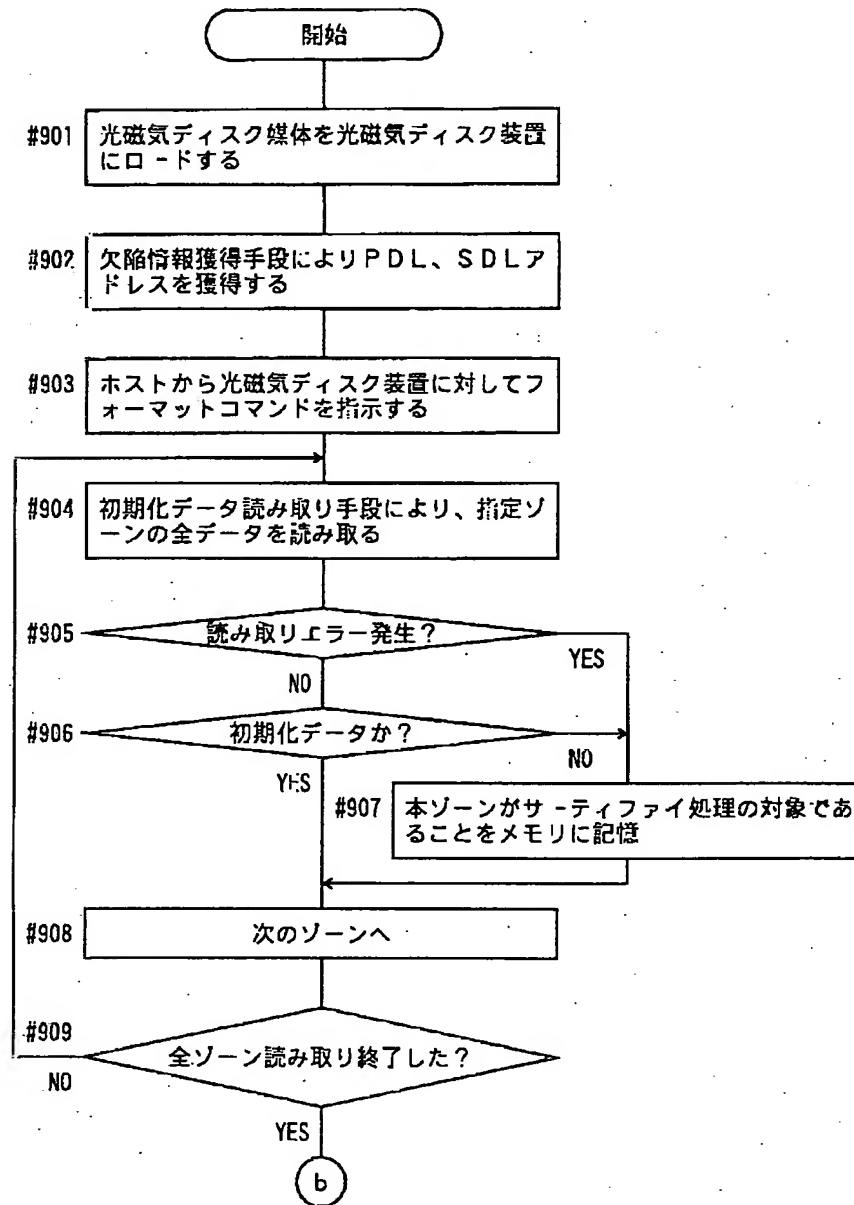 開始
#901 光磁気ディスク媒体を光磁気ディスク装置
にロードする
#902 欠陥情報獲得手段によりPDL、SDLア
ドレスを獲得する
#903 ホストから光磁気ディスク装置に対してフ
ォーマットコマンドを指示する
#904 初期化データ読み取り手段により、指定ゾ
ーンの全データを読み取る
#905 読み取りエラー発生?
YES
NO
#906 初期化データか?
NO
YES
#907 本ゾーンがサーティファイ処理の対象であ
ることをメモリに記憶
#908 次のゾーンへ
#909
全ゾーン読み取り終了した?
NO
YES
b